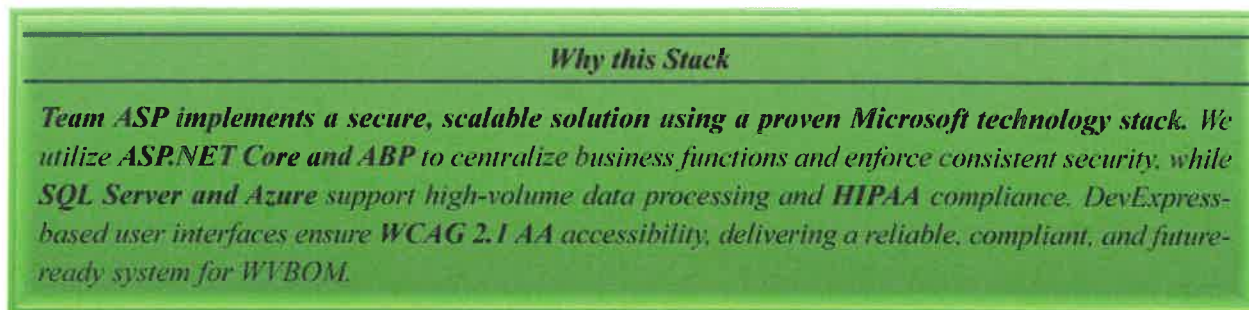 Why this Stack
Team ASP implements a secure, scalable solution using a proven Microsoft technology stack. We
utilize ASP.NET Core and ABP to centralize business functions and enforce consistent security, while
SQL Server and Azure support high-volume data processing and HIPAA compliance. DevExpress-
based user interfaces ensure WCAG 2.1 AA accessibility, delivering a reliable, compliant, and future-
ready system for WVBOM.